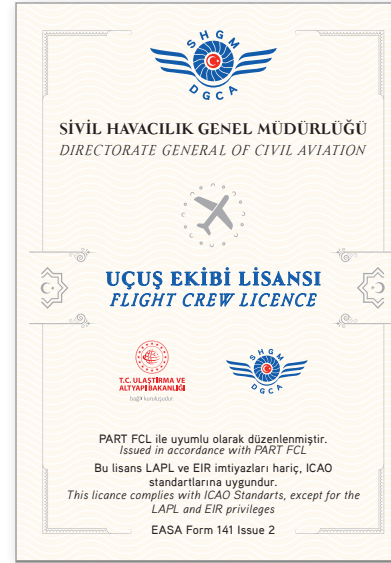 SHGM
DGCA
SİVİL HAVACILIK GENEL MÜDÜRLÜĞÜ
DIRECTORATE GENERAL OF CIVIL AVIATION
UÇUŞ EKİBİ LİSANSI
FLIGHT CREW LICENCE
T.C. ULAŞTIRMA VE
ALTYAPI BAKANLIĞI
bağlı kuruluşudur
SHGM
DGCA
PART FCL ile uyumlu olarak düzenlenmiştir.
Issued in accordance with PART FCL
Bu lisans LAPL ve EIR imtiyazları hariç, ICAO
standartlarına uygundur.
This licance complies with ICAO Standarts, except for the
LAPL and EIR privileges
EASA Form 141 Issue 2